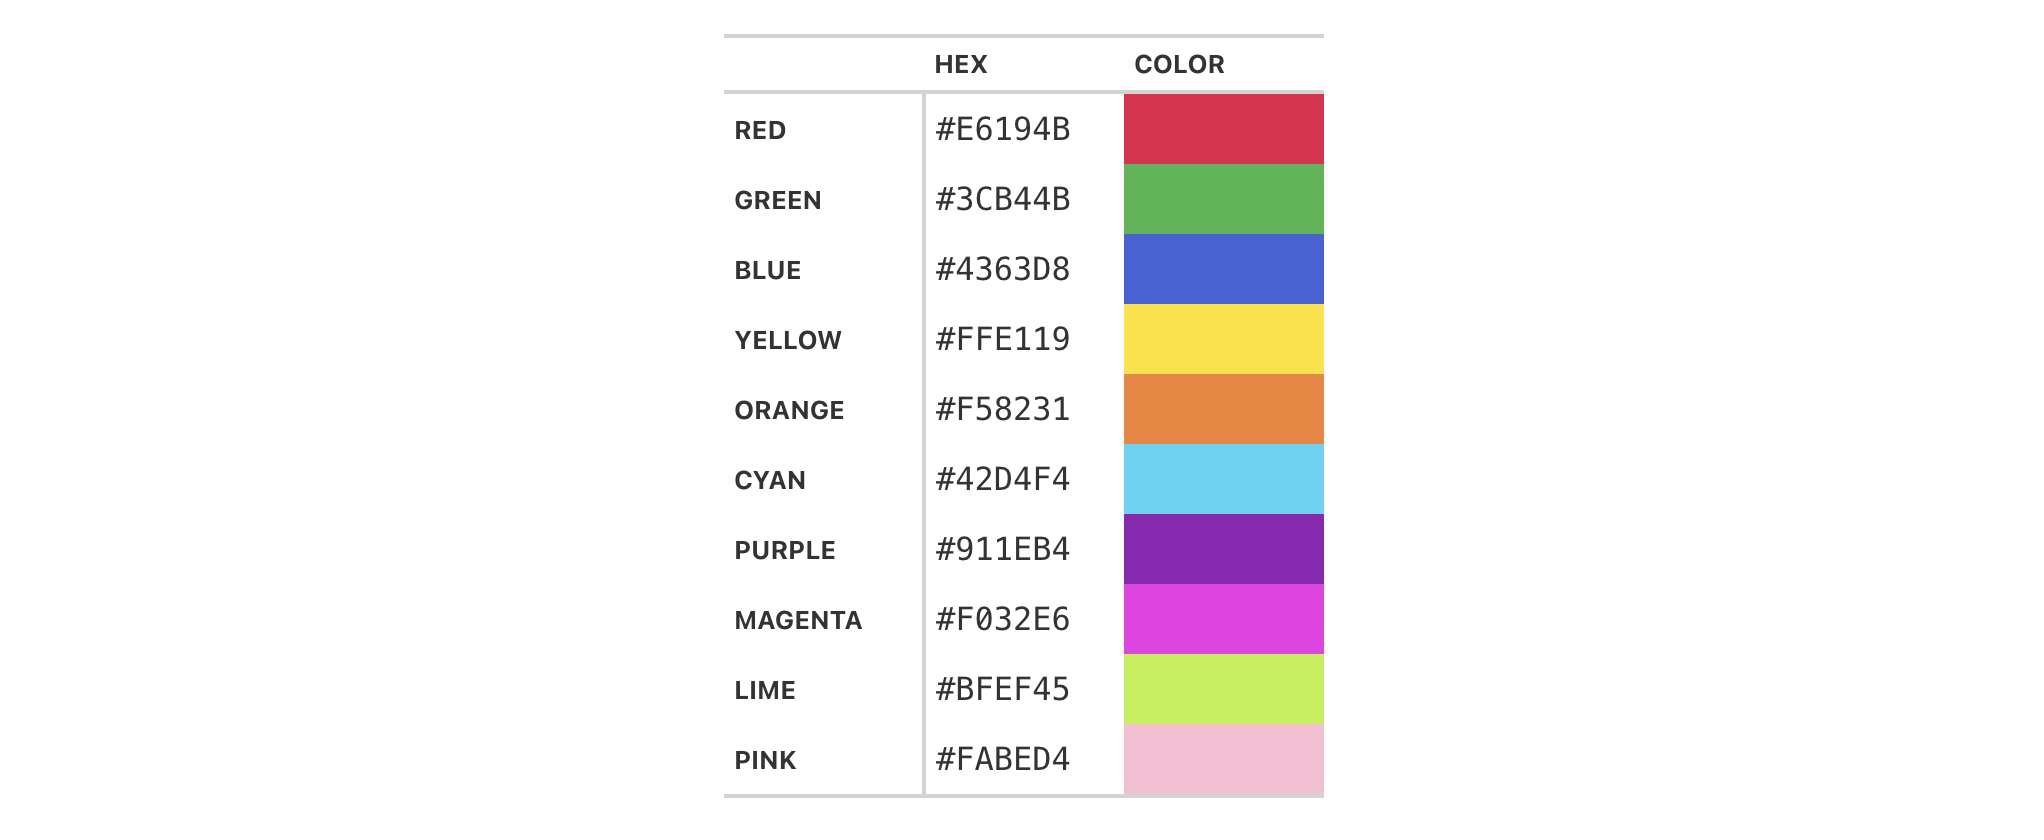 HEX COLOR
RED #E6194B
GREEN #3CB44B
BLUE #4363D8
YELLOW #FFE119
ORANGE #F58231
CYAN #42D4F4
PURPLE #911EB4
MAGENTA #F032E6
LIME #BFEF45
PINK #FABED4